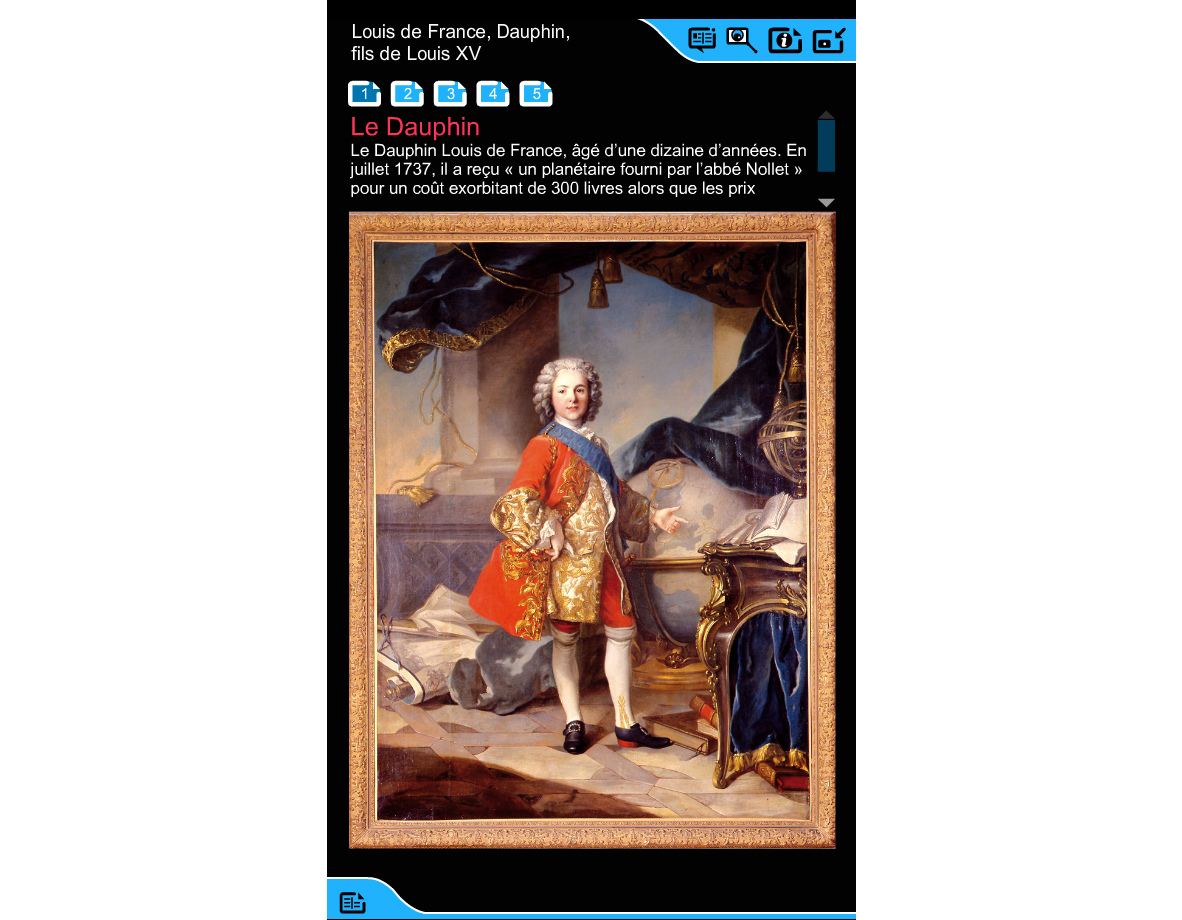 Louis de France, Dauphin,
fils de Louis XV
1 2 3 4 5
Le Dauphin
Le Dauphin Louis de France, âgé d’une dizaine d’années. En
juillet 1737, il a reçu « un planétaire fourni par l’abbé Nollet »
pour un coût exorbitant de 300 livres alors que les prix